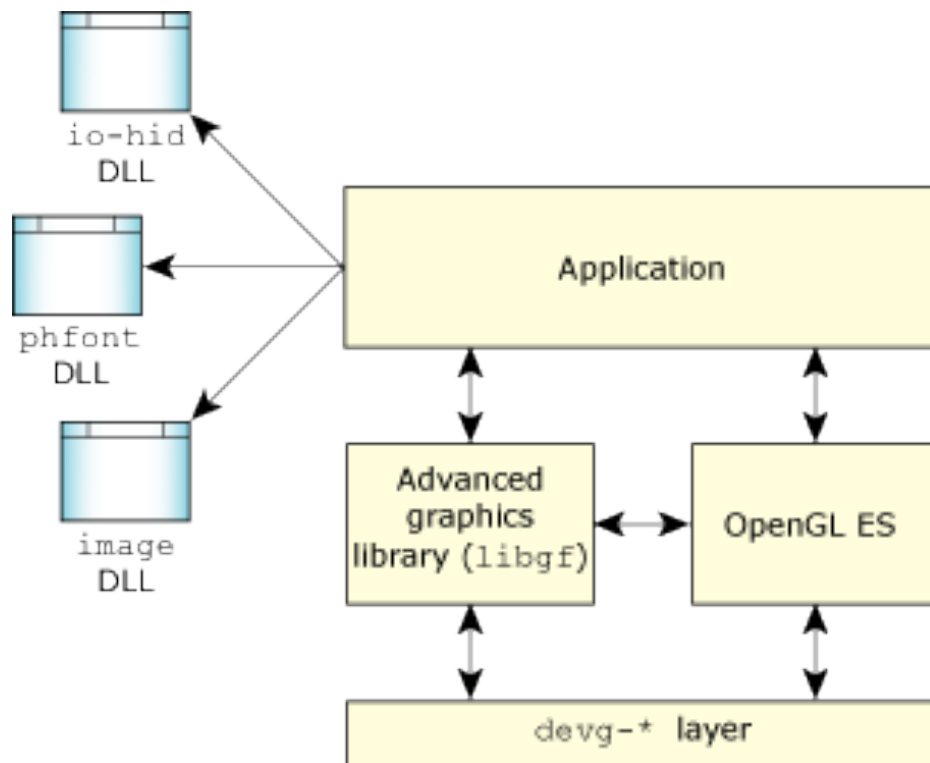 io-hid
DLL
Application
phfont
DLL
Advanced
graphics
library (libgf)
OpenGL ES
image
DLL
devg-* layer